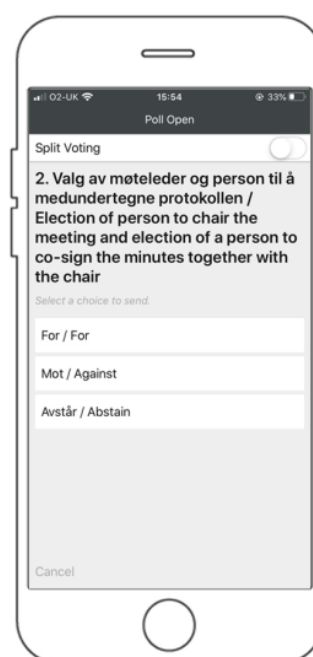 O2-UK 15:54 33%
Poll Open
Split Voting
2. Valg av møteleder og person til å
medundertegne protokollen /
Election of person to chair the
meeting and election of a person to
co-sign the minutes together with
the chair
Select a choice to send.
For / For
Mot / Against
Avstår / Abstain
Cancel